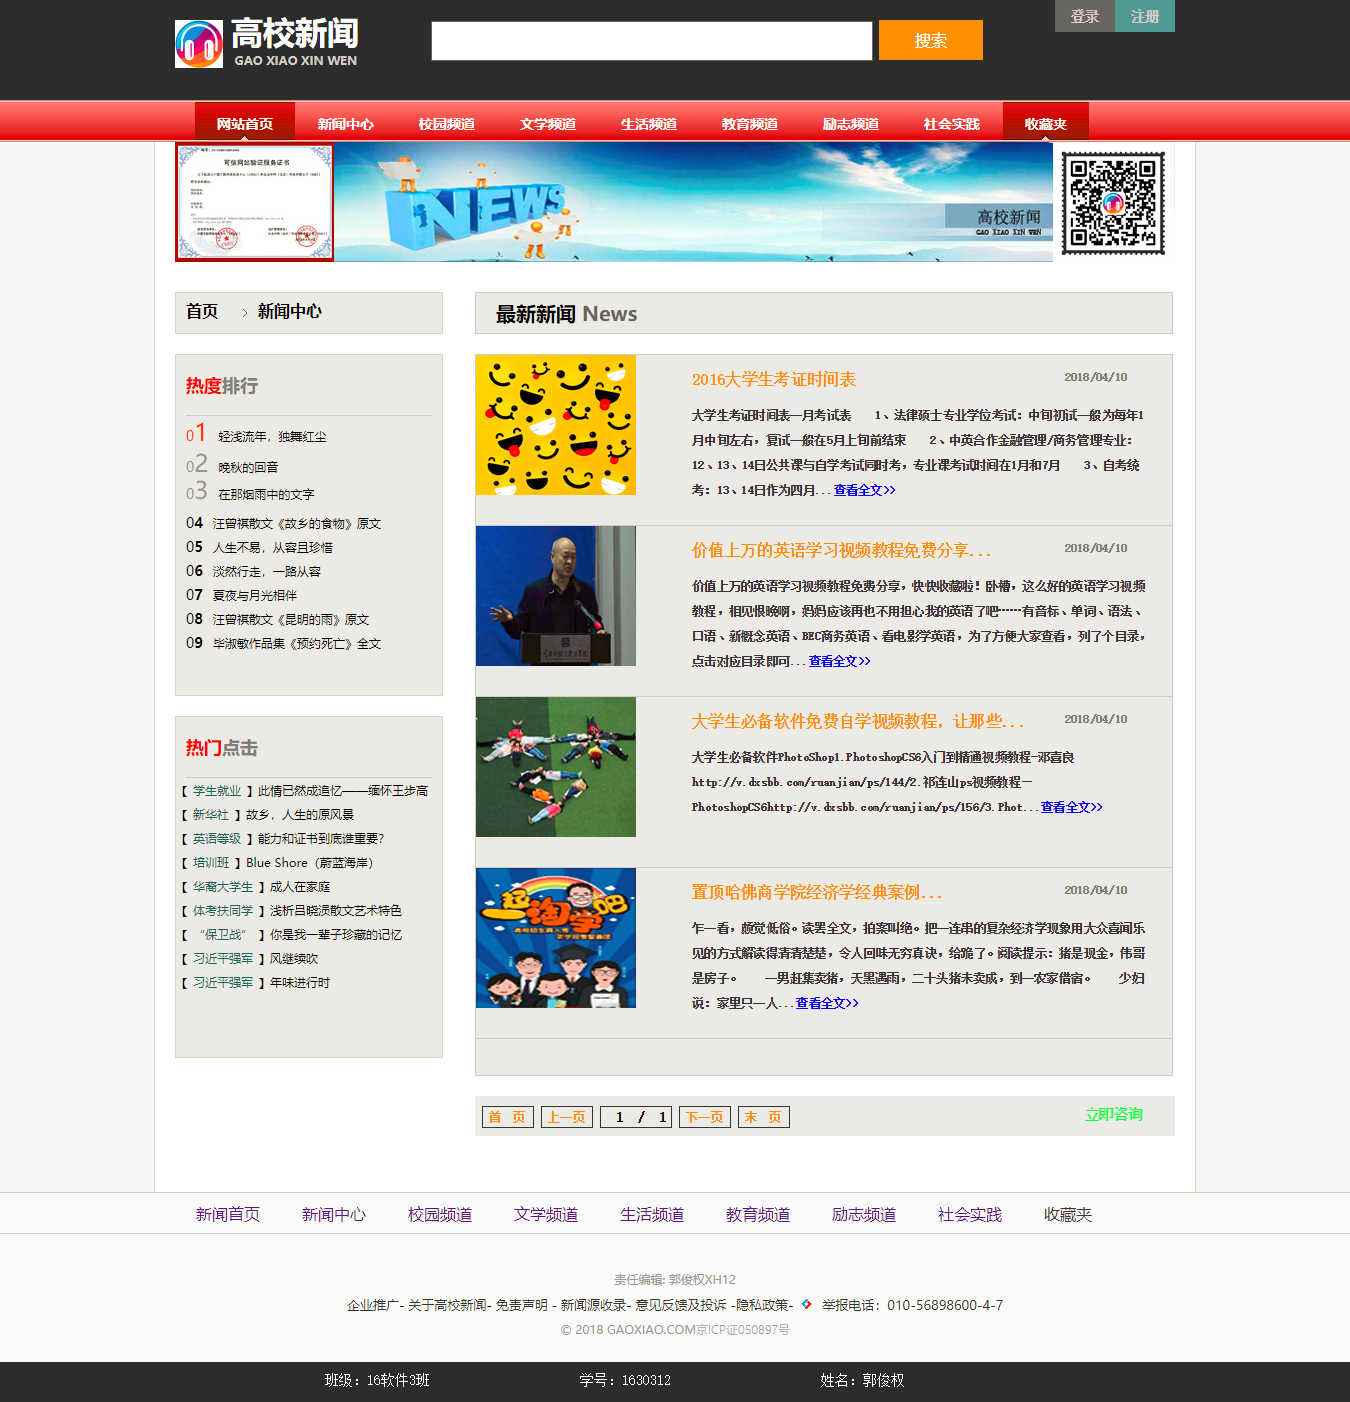 高校新闻
GAO XIAO XIN WEN
搜索
登录
注册
网站首页
新闻中心
校园频道
文学频道
生活频道
教育频道
励志频道
社会实践
收藏夹
可信网站验证服务证书
NEWS
高校新闻
GAO XIAO XIN WEN
首页 > 新闻中心
热度排行
01 轻浅流年，独舞红尘
02 晚秋的回音
03 在那烟雨中的文字
04 汪曾祺散文《故乡的食物》原文
05 人生不易，从容且珍惜
06 淡然行走，一路从容
07 夏夜与月光相伴
08 汪曾祺散文《昆明的雨》原文
09 毕淑敏作品集《预约死亡》全文
热门点击
【 学生就业 】此情已然成追忆——缅怀王步高
【 新华社 】故乡，人生的原风景
【 英语等级 】能力和证书到底谁重要?
【 培训班 】Blue Shore（蔚蓝海岸）
【 华裔大学生 】成人在家庭
【 体考扶同学 】浅析吕晓涢散文艺术特色
【 “保卫战” 】你是我一辈子珍藏的记忆
【 习近平强军 】风继续吹
【 习近平强军 】年味进行时
最新新闻 News
2016大学生考证时间表
2018/04/10
大学生考证时间表一月考试表　　1、法律硕士专业学位考试：中旬初试一般为每年1
月中旬左右，复试一般在5月上旬前结束　　2、中英合作金融管理/商务管理专业：
12、13、14日公共课与自学考试同时考，专业课考试时间在1月和7月　　3、自考统
考：13、14日作为四月...查看全文>>
价值上万的英语学习视频教程免费分享...
2018/04/10
价值上万的英语学习视频教程免费分享，快快收藏啦！卧槽，这么好的英语学习视频
教程，相见恨晚啊，妈妈应该再也不用担心我的英语了吧……有音标、单词、语法、
口语、新概念英语、BEC商务英语、看电影学英语，为了方便大家查看，列了个目录，
点击对应目录即可...查看全文>>
大学生必备软件免费自学视频教程，让那些...
2018/04/10
大学生必备软件PhotoShop1.PhotoshopCS6入门到精通视频教程-邓喜良
http://v.dxsbb.com/ruanjian/ps/144/2.祁连山ps视频教程—
PhotoshopCS6http://v.dxsbb.com/ruanjian/ps/156/3.Phot...查看全文>>
一起淘学吧
置顶哈佛商学院经济学经典案例...
2018/04/10
乍一看，颇觉低俗。读罢全文，拍案叫绝。把一连串的复杂经济学现象用大众喜闻乐
见的方式解读得清清楚楚，令人回味无穷真诀，给跪了。阅读提示：猪是现金，伟哥
是房子。　　一男赶集卖猪，天黑遇雨，二十头猪未卖成，到一农家借宿。　　少妇
说：家里只一人...查看全文>>
首　页
上一页
1 / 1
下一页
末　页
立即咨询
新闻首页
新闻中心
校园频道
文学频道
生活频道
教育频道
励志频道
社会实践
收藏夹
责任编辑: 郭俊权XH12
企业推广- 关于高校新闻- 免责声明 - 新闻源收录- 意见反馈及投诉 -隐私政策- 举报电话：010-56898600-4-7
© 2018 GAOXIAO.COM京ICP证050897号
班级：16软件3班
学号：1630312
姓名：郭俊权